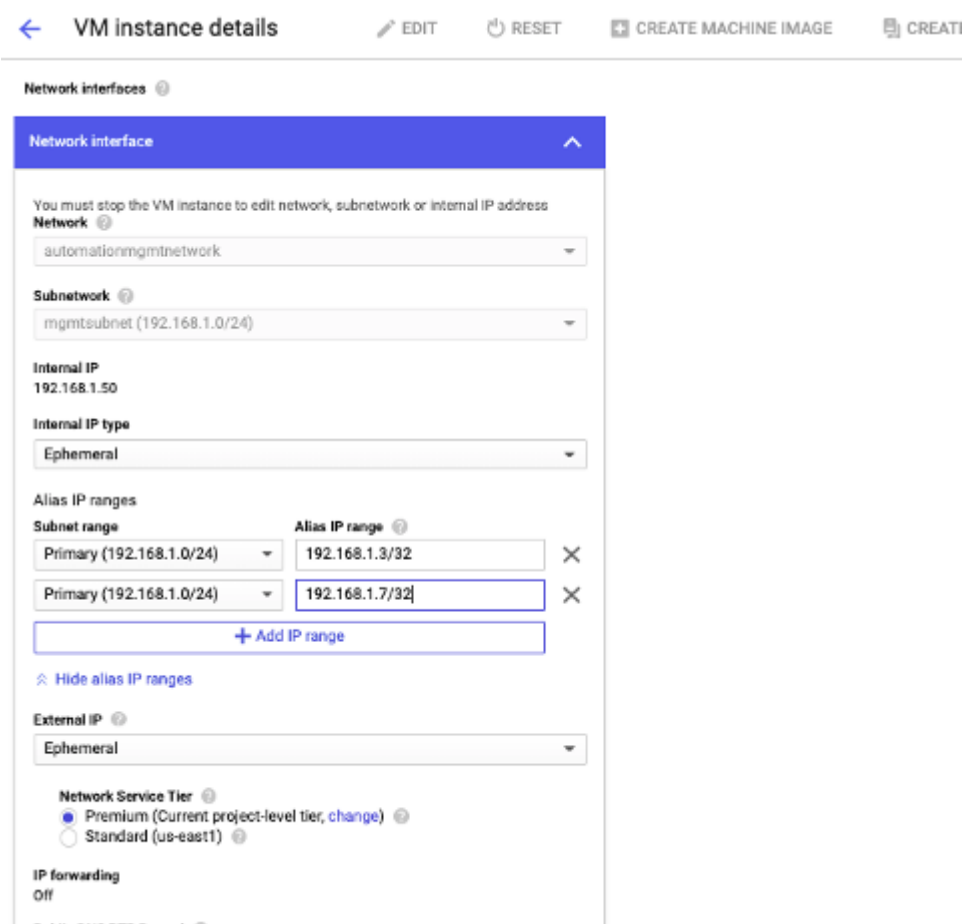 VM instance details EDIT RESET CREATE MACHINE IMAGE CREATE
Network interfaces
Network interface
You must stop the VM instance to edit network, subnetwork or internal IP address
Network
automationmgmtnetwork
Subnetwork
mgmtsubnet (192.168.1.0/24)
Internal IP
192.168.1.50
Internal IP type
Ephemeral
Alias IP ranges
Subnet range Alias IP range
Primary (192.168.1.0/24) 192.168.1.3/32
Primary (192.168.1.0/24) 192.168.1.7/32
Add IP range
Hide alias IP ranges
External IP
Ephemeral
Network Service Tier
Premium (Current project-level tier, change)
Standard (us-east1)
IP forwarding
Off